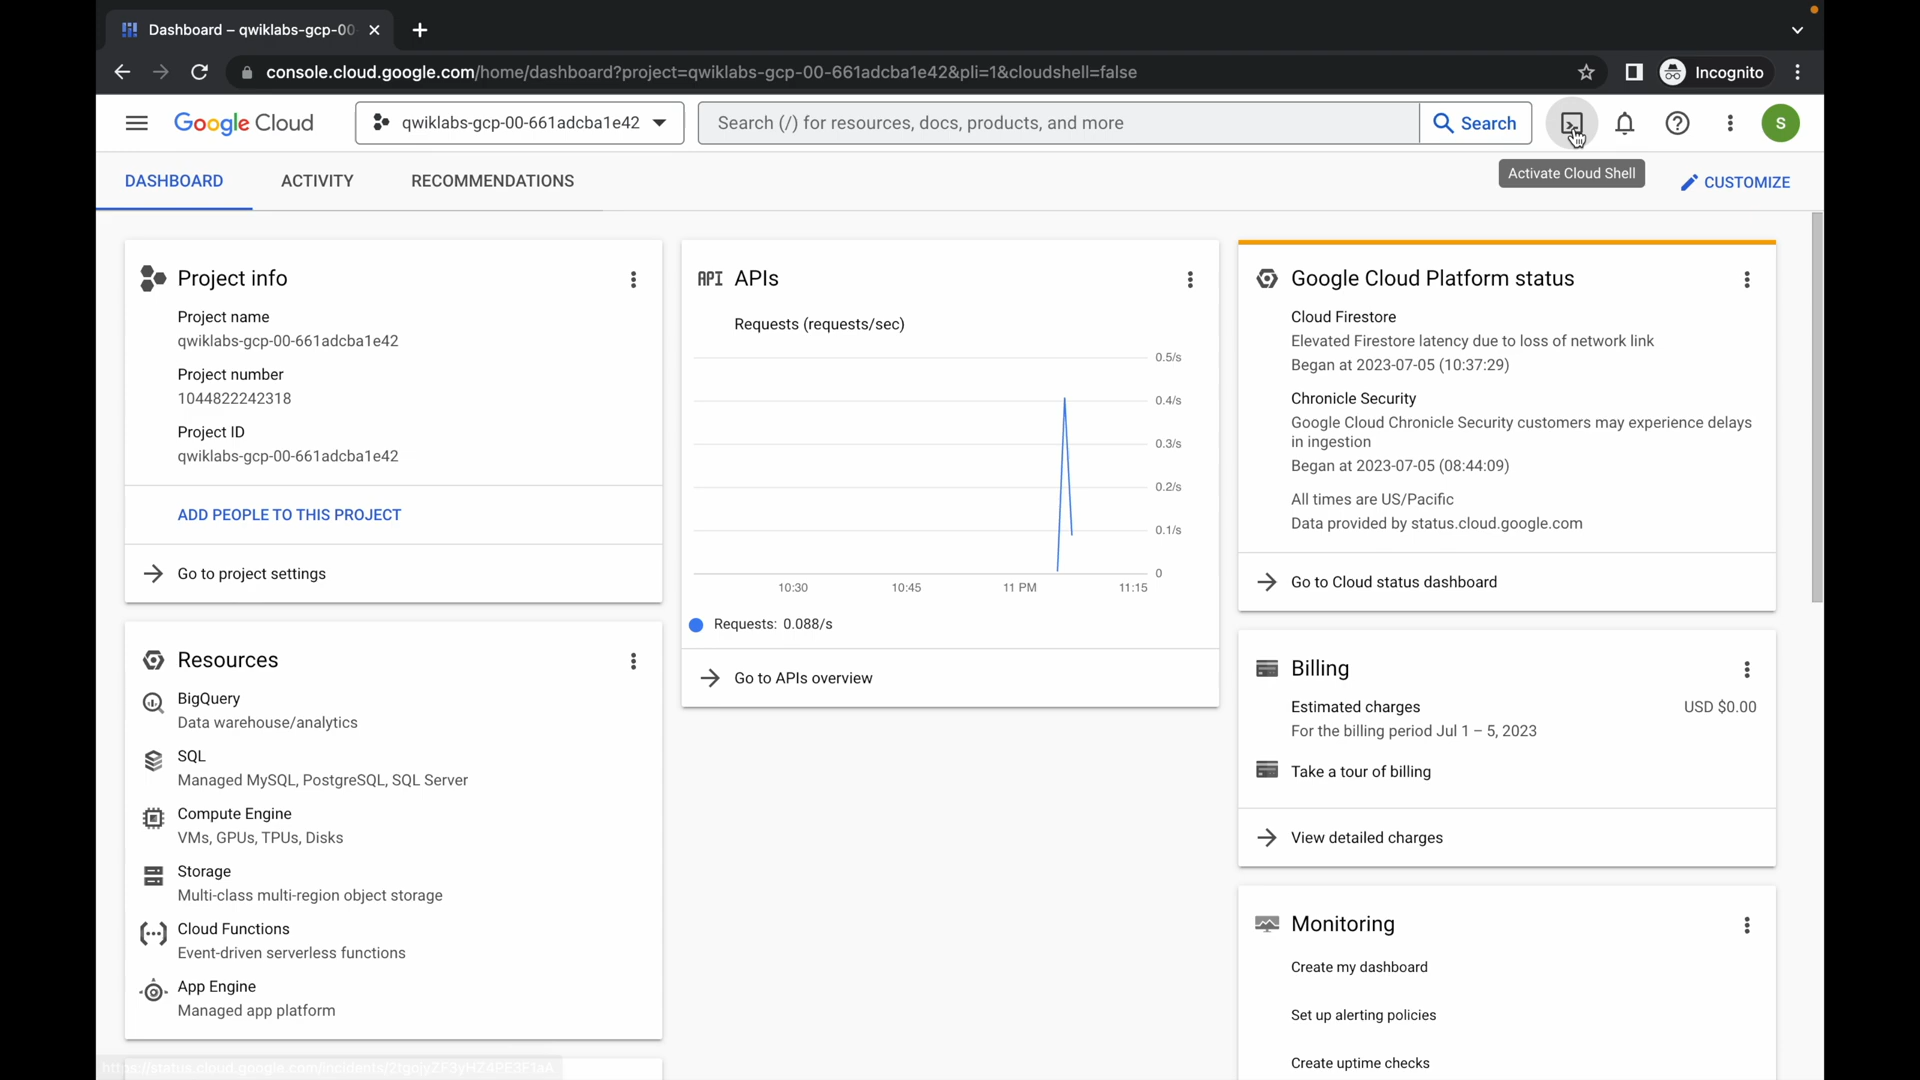 Dashboard – qwiklabs-gcp-00
console.cloud.google.com/home/dashboard?project=qwiklabs-gcp-00-661adcba1e42&pli=1&cloudshell=false
Incognito
Google Cloud
qwiklabs-gcp-00-661adcba1e42
Search (/) for resources, docs, products, and more
Search
S
Activate Cloud Shell
DASHBOARD
ACTIVITY
RECOMMENDATIONS
CUSTOMIZE
Project info
Project name
qwiklabs-gcp-00-661adcba1e42
Project number
1044822242318
Project ID
qwiklabs-gcp-00-661adcba1e42
ADD PEOPLE TO THIS PROJECT
Go to project settings
Resources
BigQuery
Data warehouse/analytics
SQL
Managed MySQL, PostgreSQL, SQL Server
Compute Engine
VMs, GPUs, TPUs, Disks
Storage
Multi-class multi-region object storage
Cloud Functions
Event-driven serverless functions
App Engine
Managed app platform
API APIs
Requests (requests/sec)
0.5/s
0.4/s
0.3/s
0.2/s
0.1/s
0
10:30
10:45
11 PM
11:15
Requests: 0.088/s
Go to APIs overview
Google Cloud Platform status
Cloud Firestore
Elevated Firestore latency due to loss of network link
Began at 2023-07-05 (10:37:29)
Chronicle Security
Google Cloud Chronicle Security customers may experience delays
in ingestion
Began at 2023-07-05 (08:44:09)
All times are US/Pacific
Data provided by status.cloud.google.com
Go to Cloud status dashboard
Billing
Estimated charges
USD $0.00
For the billing period Jul 1 – 5, 2023
Take a tour of billing
View detailed charges
Monitoring
Create my dashboard
Set up alerting policies
Create uptime checks